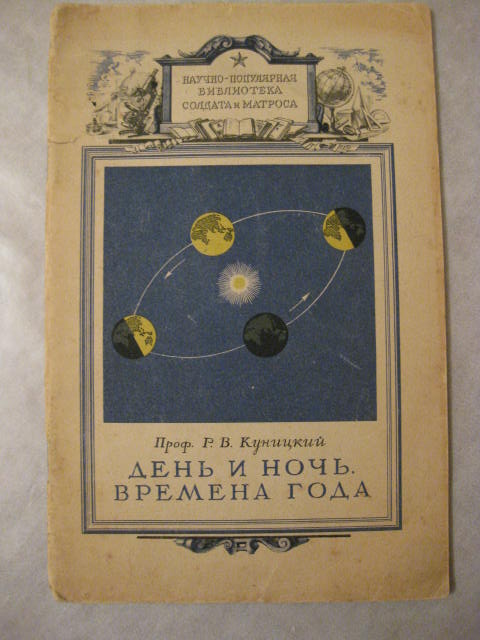 НАУЧНО-ПОПУЛЯРНАЯ
БИБЛИОТЕКА
СОЛДАТА И МАТРОСА
Проф. Р. В. Куницкий
ДЕНЬ И НОЧЬ.
ВРЕМЕНА ГОДА